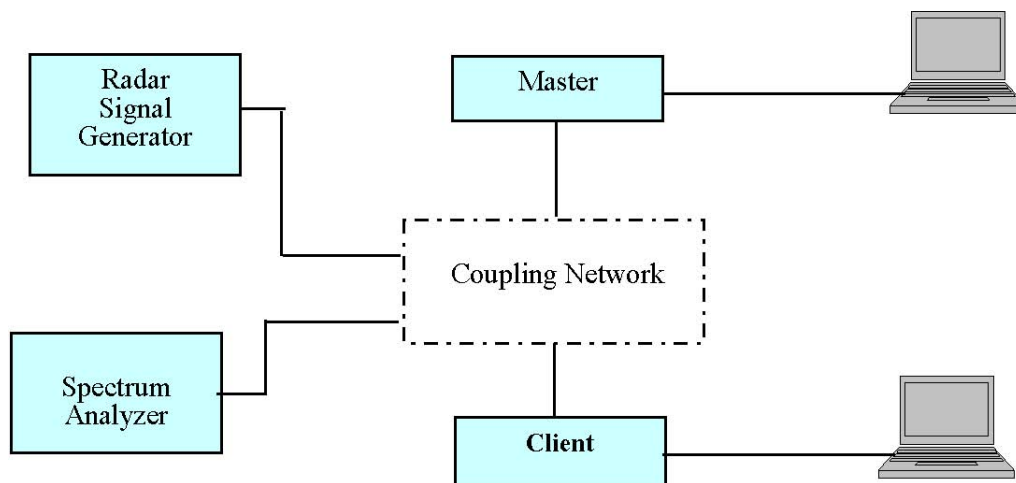 Radar
Signal
Generator
Master
Coupling Network
Spectrum
Analyzer
Client